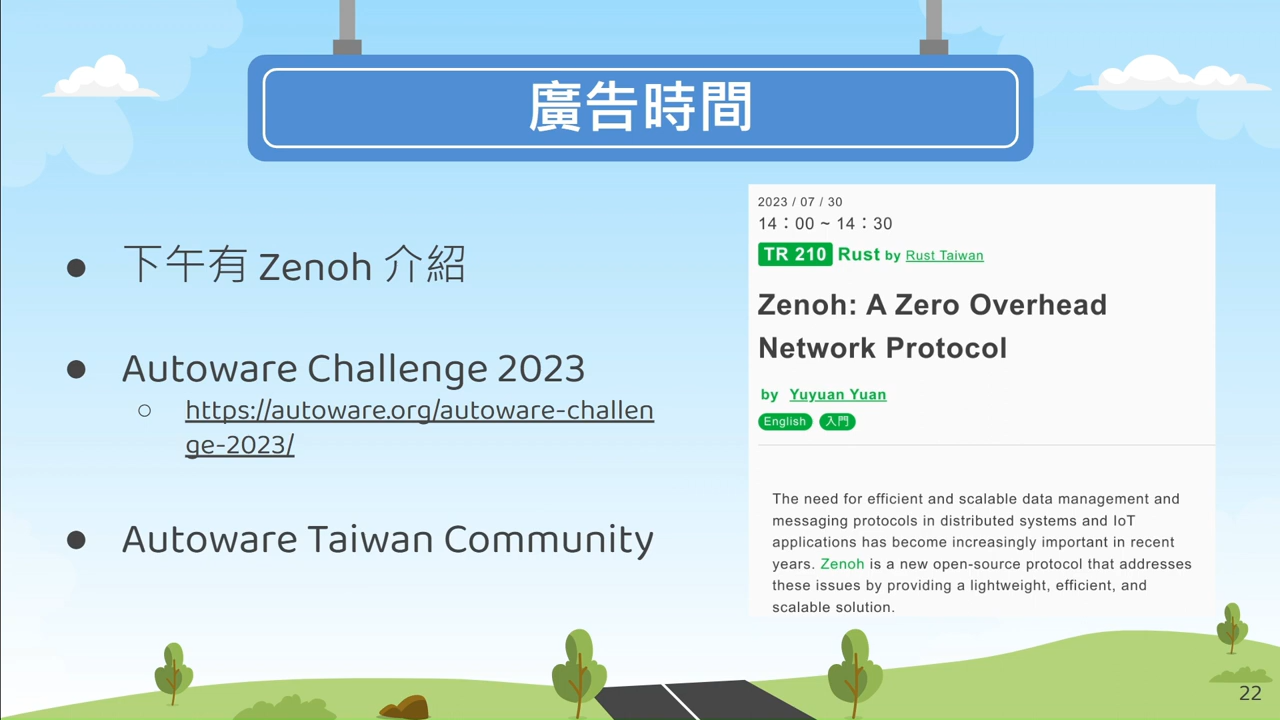 廣告時間
● 下午有 Zenoh 介紹
● Autoware Challenge 2023
○ https://autoware.org/autoware-challen
ge-2023/
● Autoware Taiwan Community
2023 / 07 / 30
14：00 ~ 14：30
TR 210 Rust by Rust Taiwan
Zenoh: A Zero Overhead
Network Protocol
by Yuyuan Yuan
English 入門
The need for efficient and scalable data management and
messaging protocols in distributed systems and IoT
applications has become increasingly important in recent
years. Zenoh is a new open-source protocol that addresses
these issues by providing a lightweight, efficient, and
scalable solution.
22